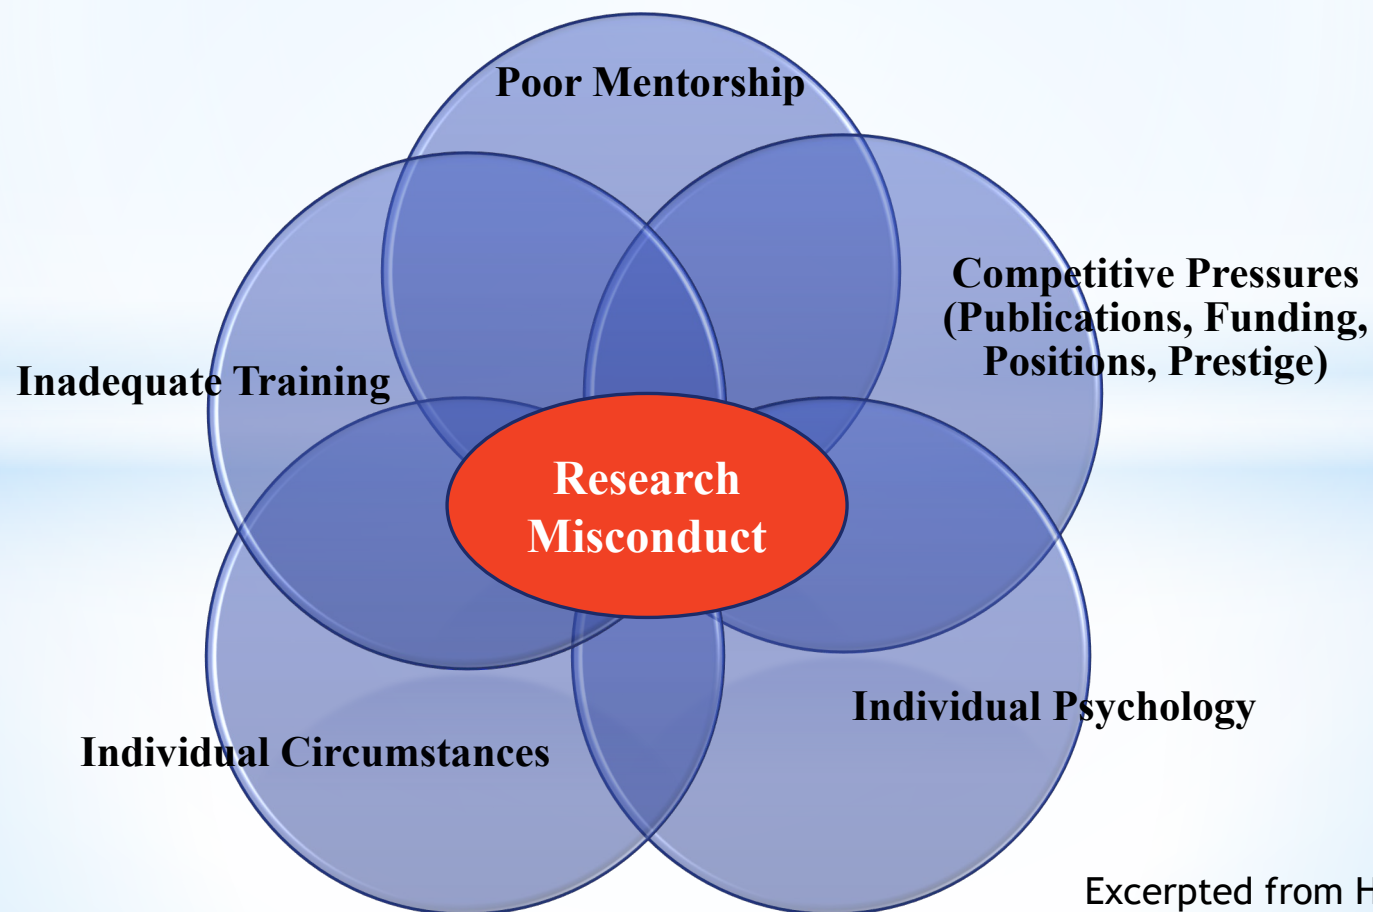 Poor Mentorship
Competitive Pressures
(Publications, Funding,
Positions, Prestige)
Inadequate Training
Research
Misconduct
Individual Psychology
Individual Circumstances
Excerpted from H